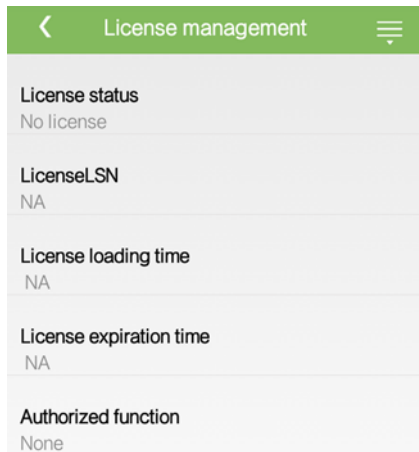 License management
License status
No license
LicenseLSN
NA
License loading time
NA
License expiration time
NA
Authorized function
None